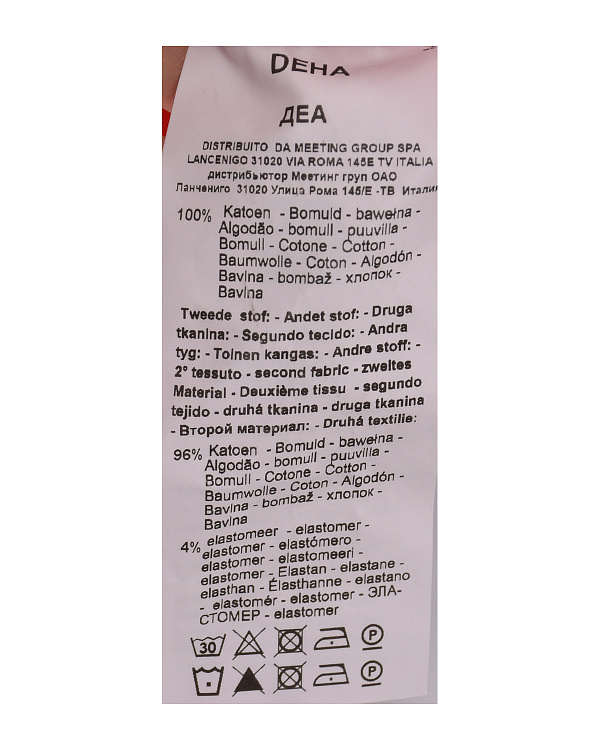 DEHA
ДЕА
DISTRIBUITO DA MEETING GROUP SPA
LANCENIGO 31020 VIA ROMA 145E TV ITALIA
дистрибьютор Меетинг груп ОАО
Ланчениго 31020 Улица Рома 145/Е -ТВ Италия
100% Katoen - Bomuld - bawełna -
Algodão - bomull - puuvilla -
Bomull - Cotone - Cotton -
Baumwolle - Coton - Algodón -
Bavlna - bombaž - хлопок -
Bavlna
Tweede stof: - Andet stof: - Druga
tkanina: - Segundo tecido: - Andra
tyg: - Toinen kangas: - Andre stoff: -
2° tessuto - second fabric - zweites
Material - Deuxième tissu - segundo
tejido - druhá tkanina - druga tkanina
- Второй материал: - Druhá textilie:
96% Katoen - Bomuld - bawełna -
Algodão - bomull - puuvilla -
Bomull - Cotone - Cotton -
Baumwolle - Coton - Algodón -
Bavlna - bombaž - хлопок -
Bavlna
4% elastomeer - elastomer -
elastomer - elastómero -
elastomer - elastomeeri -
elastomer - Elastan - elastane -
elasthan - Élasthanne - elastano
- elastomér - elastomer - ЭЛА-
СТОМЕР - elastomer
30 P
P